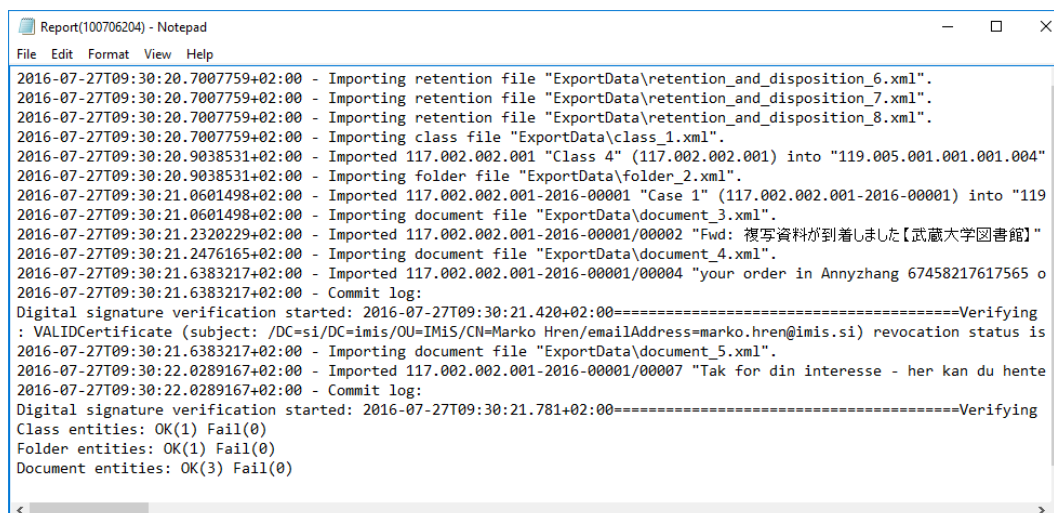 Report(100706204) - Notepad
File Edit Format View Help
2016-07-27T09:30:20.7007759+02:00 - Importing retention file "ExportData\retention_and_disposition_6.xml".
2016-07-27T09:30:20.7007759+02:00 - Importing retention file "ExportData\retention_and_disposition_7.xml".
2016-07-27T09:30:20.7007759+02:00 - Importing retention file "ExportData\retention_and_disposition_8.xml".
2016-07-27T09:30:20.7007759+02:00 - Importing class file "ExportData\class_1.xml".
2016-07-27T09:30:20.9038531+02:00 - Imported 117.002.002.001 "Class 4" (117.002.002.001) into "119.005.001.001.001.004"
2016-07-27T09:30:20.9038531+02:00 - Importing folder file "ExportData\folder_2.xml".
2016-07-27T09:30:21.0601498+02:00 - Imported 117.002.002.001-2016-00001 "Case 1" (117.002.002.001-2016-00001) into "119
2016-07-27T09:30:21.0601498+02:00 - Importing document file "ExportData\document_3.xml".
2016-07-27T09:30:21.2320229+02:00 - Imported 117.002.002.001-2016-00001/00002 "Fwd: 複写資料が到着しました【武蔵大学図書館】"
2016-07-27T09:30:21.2476165+02:00 - Importing document file "ExportData\document_4.xml".
2016-07-27T09:30:21.6383217+02:00 - Imported 117.002.002.001-2016-00001/00004 "your order in Annyzhang 67458217617565 o
2016-07-27T09:30:21.6383217+02:00 - Commit log:
Digital signature verification started: 2016-07-27T09:30:21.420+02:00========================================Verifying
: VALIDCertificate (subject: /DC=si/DC=imis/OU=IMiS/CN=Marko Hren/emailAddress=marko.hren@imis.si) revocation status is
2016-07-27T09:30:21.6383217+02:00 - Importing document file "ExportData\document_5.xml".
2016-07-27T09:30:22.0289167+02:00 - Imported 117.002.002.001-2016-00001/00007 "Tak for din interesse - her kan du hente
2016-07-27T09:30:22.0289167+02:00 - Commit log:
Digital signature verification started: 2016-07-27T09:30:21.781+02:00========================================Verifying
Class entities: OK(1) Fail(0)
Folder entities: OK(1) Fail(0)
Document entities: OK(3) Fail(0)